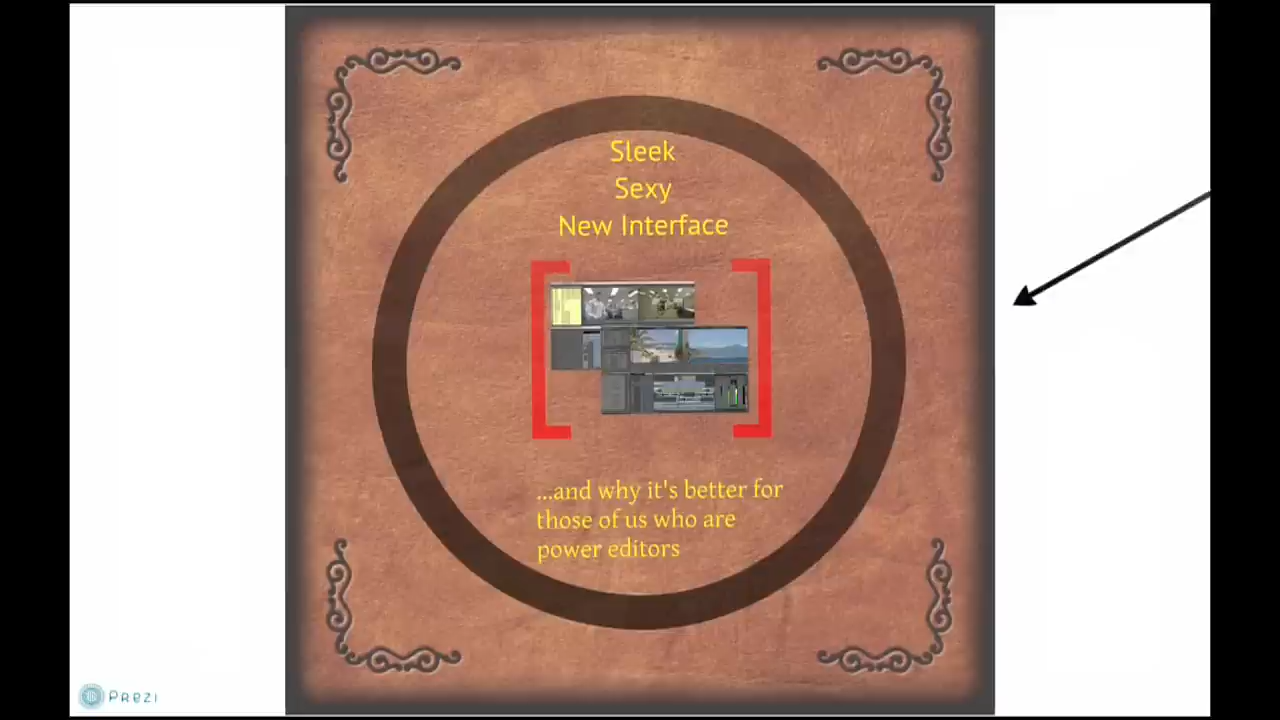 Sleek
Sexy
New Interface
...and why it's better for
those of us who are
power editors
Prezi